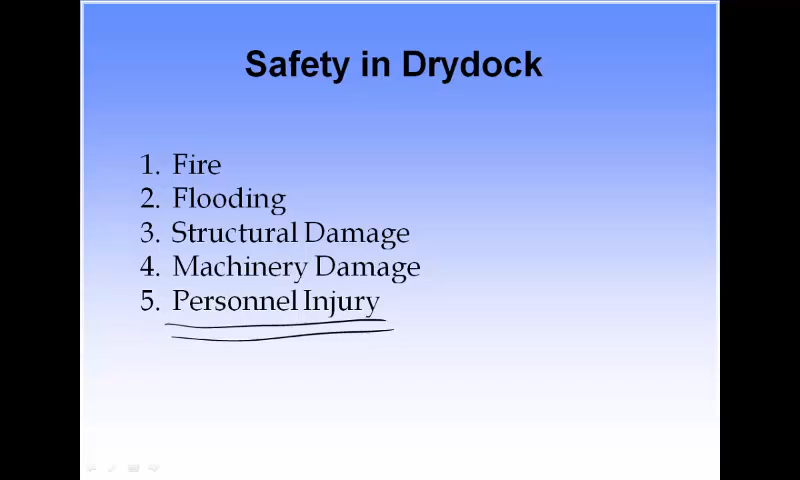 Safety in Drydock
1. Fire
2. Flooding
3. Structural Damage
4. Machinery Damage
5. Personnel Injury